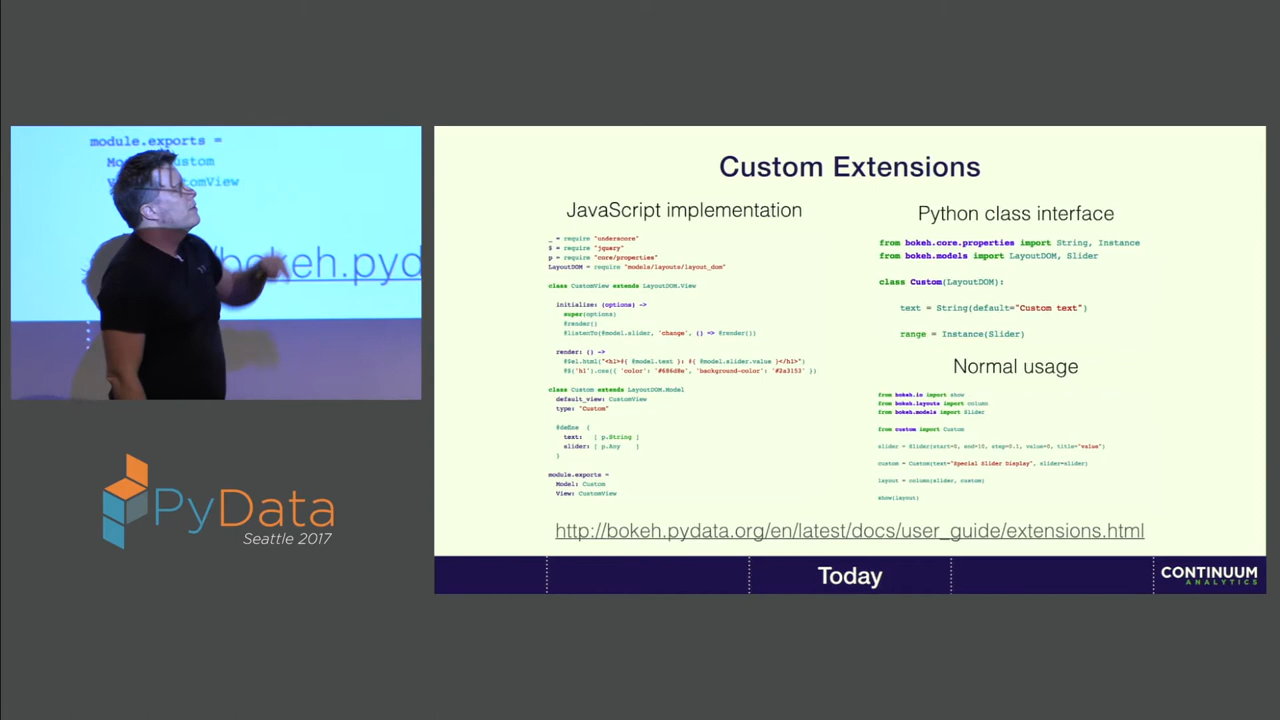 module.exports =
/bokeh.pyd
PyData
Seattle 2017
Custom Extensions
JavaScript implementation
_ = require "underscore"
$ = require "jquery"
p = require "core/properties"
LayoutDOM = require "models/layouts/layout_dom"
class CustomView extends LayoutDOM.View
initialize: (options) ->
super(options)
@render()
@listenTo(@model.slider, 'change', () => @render())
render: () ->
@$el.html("<h1>#{ @model.text }: #{ @model.slider.value }</h1>")
@$('h1').css({ 'color': '#686d8e', 'background-color': '#2a3153' })
class Custom extends LayoutDOM.Model
default_view: CustomView
type: "Custom"
@define {
text: [ p.String ]
slider: [ p.Any ]
}
module.exports =
Model: Custom
View: CustomView
Python class interface
from bokeh.core.properties import String, Instance
from bokeh.models import LayoutDOM, Slider
class Custom(LayoutDOM):
text = String(default="Custom text")
range = Instance(Slider)
Normal usage
from bokeh.io import show
from bokeh.layouts import column
from bokeh.models import Slider
from custom import Custom
slider = Slider(start=0, end=10, step=0.1, value=0, title="value")
custom = Custom(text="Special Slider Display", slider=slider)
layout = column(slider, custom)
show(layout)
http://bokeh.pydata.org/en/latest/docs/user_guide/extensions.html
Today
CONTINUUM
ANALYTICS